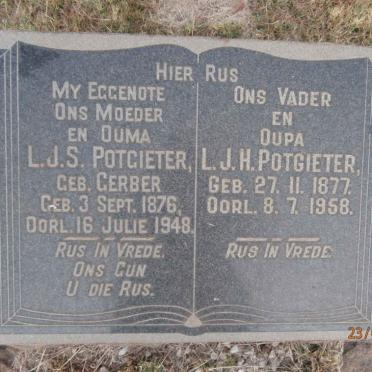 Hier Rus
My Eggenote
Ons Moeder
en Ouma
L.J.S. Potgieter,
geb. Gerber
Geb. 3 Sept. 1876,
Oorl. 16 Julie 1948.
Rus in Vrede.
Ons Gun
U die Rus.
Ons Vader
en
Oupa
L.J.H. Potgieter,
Geb. 27. 11. 1877.
Oorl. 8. 7. 1958.
Rus in Vrede.
23/